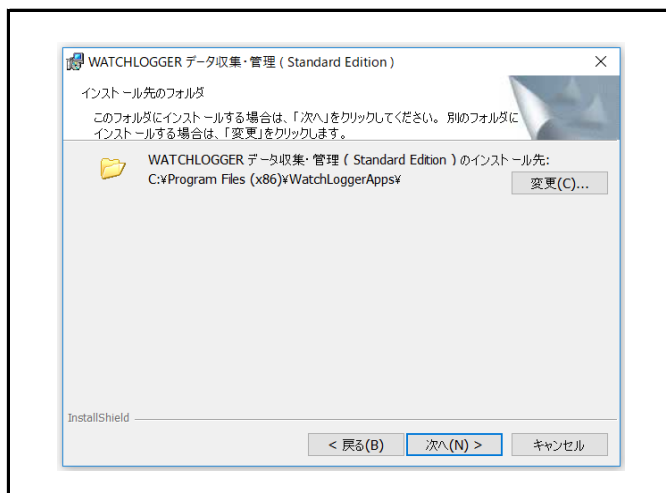 WATCHLOGGER データ収集・管理 ( Standard Edition )
インストール先のフォルダ
このフォルダにインストールする場合は、「次へ」をクリックしてください。 別のフォルダに
インストールする場合は、「変更」をクリックします。
WATCHLOGGER データ収集・管理 ( Standard Edition ) のインストール先:
C:¥Program Files (x86)¥WatchLoggerApps¥
変更(C)...
InstallShield
< 戻る(B)
次へ(N) >
キャンセル